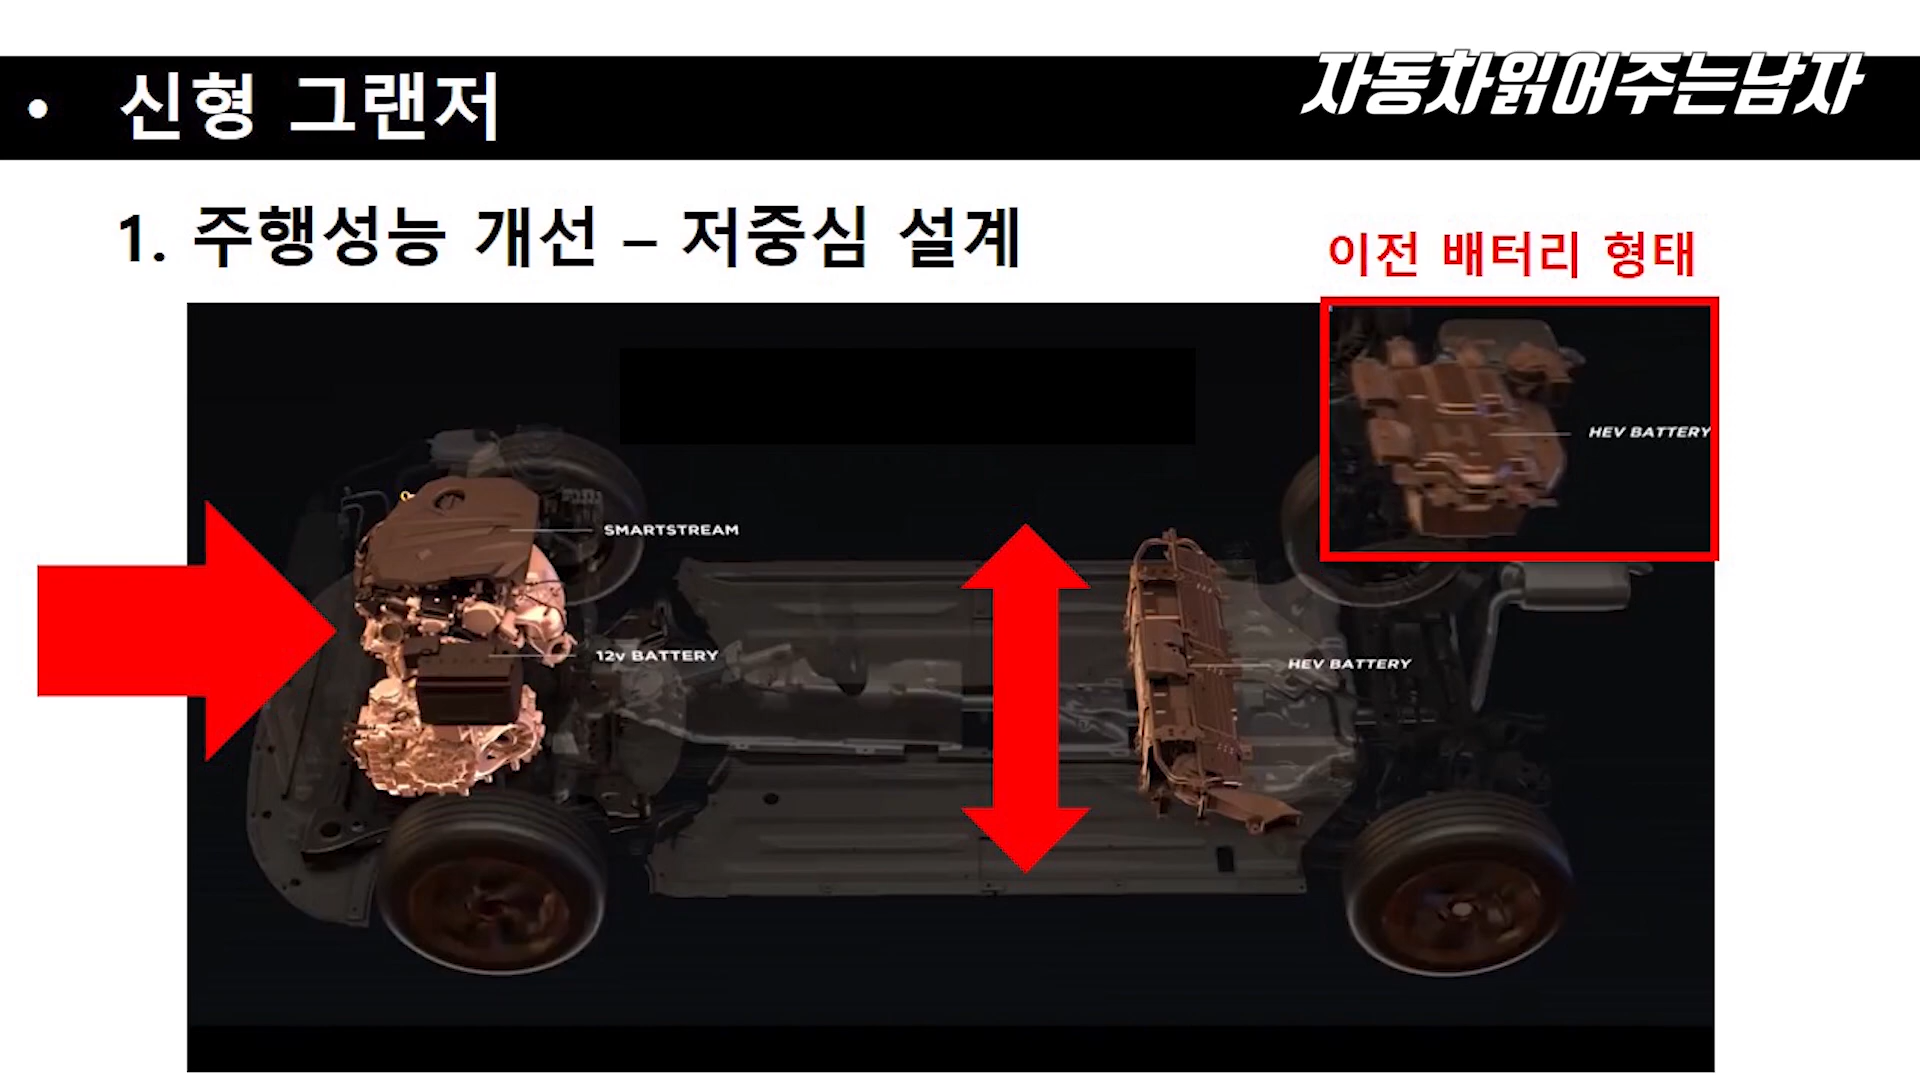 자동차읽어주는남자
• 신형 그랜저
1. 주행성능 개선 – 저중심 설계
이전 배터리 형태
HEV BATTERY
SMARTSTREAM
12v BATTERY
HEV BATTERY